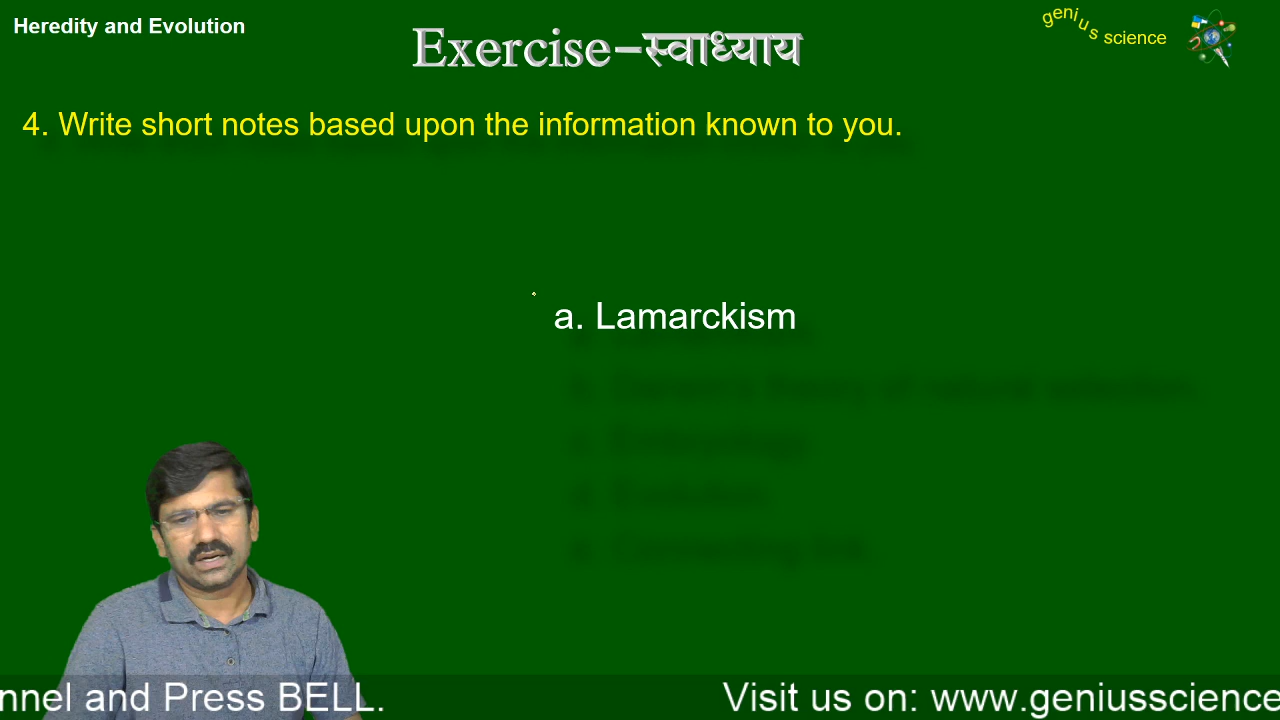 Heredity and Evolution
Exercise-स्वाध्याय
genius science
4. Write short notes based upon the information known to you.
a. Lamarckism
nnel and Press BELL.
Visit us on: www.geniusscience